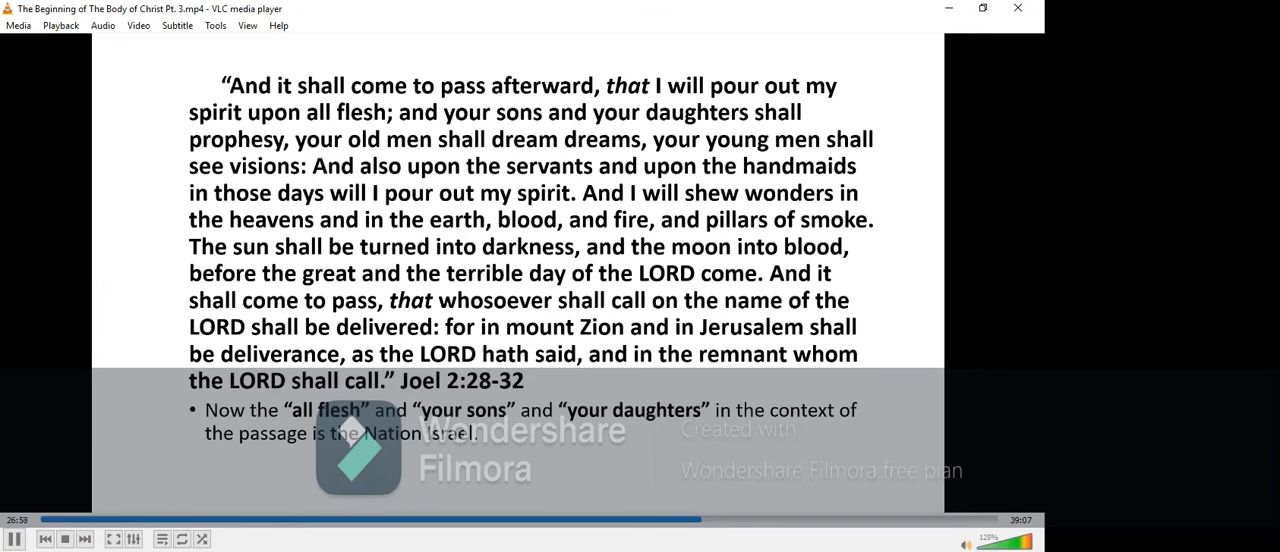 The Beginning of The Body of Christ Pt. 3.mp4 - VLC media player
Media Playback Audio Video Subtitle Tools View Help
“And it shall come to pass afterward, that I will pour out my
spirit upon all flesh; and your sons and your daughters shall
prophesy, your old men shall dream dreams, your young men shall
see visions: And also upon the servants and upon the handmaids
in those days will I pour out my spirit. And I will shew wonders in
the heavens and in the earth, blood, and fire, and pillars of smoke.
The sun shall be turned into darkness, and the moon into blood,
before the great and the terrible day of the LORD come. And it
shall come to pass, that whosoever shall call on the name of the
LORD shall be delivered: for in mount Zion and in Jerusalem shall
be deliverance, as the LORD hath said, and in the remnant whom
the LORD shall call.” Joel 2:28-32
• Now the “all flesh” and “your sons” and “your daughters” in the context of
the passage is the Nation Israel.
Wondershare
Filmora
Created with
Wondershare Filmora free plan
26:58
39:07
125%